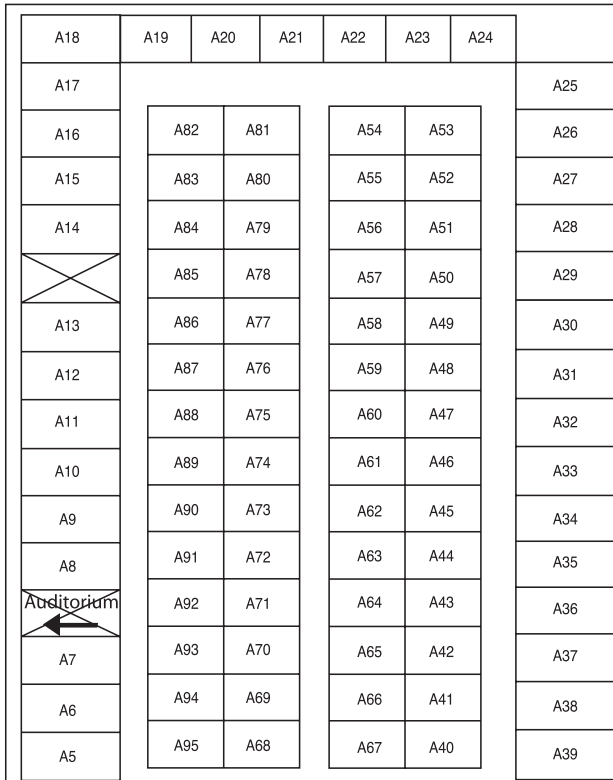 A18 A19 A20 A21 A22 A23 A24
A17 A25
A16 A82 A81 A54 A53 A26
A15 A83 A80 A55 A52 A27
A14 A84 A79 A56 A51 A28
A85 A78 A57 A50 A29
A13 A86 A77 A58 A49 A30
A12 A87 A76 A59 A48 A31
A11 A88 A75 A60 A47 A32
A10 A89 A74 A61 A46 A33
A9 A90 A73 A62 A45 A34
A8 A91 A72 A63 A44 A35
Auditorium A92 A71 A64 A43 A36
A7 A93 A70 A65 A42 A37
A6 A94 A69 A66 A41 A38
A5 A95 A68 A67 A40 A39